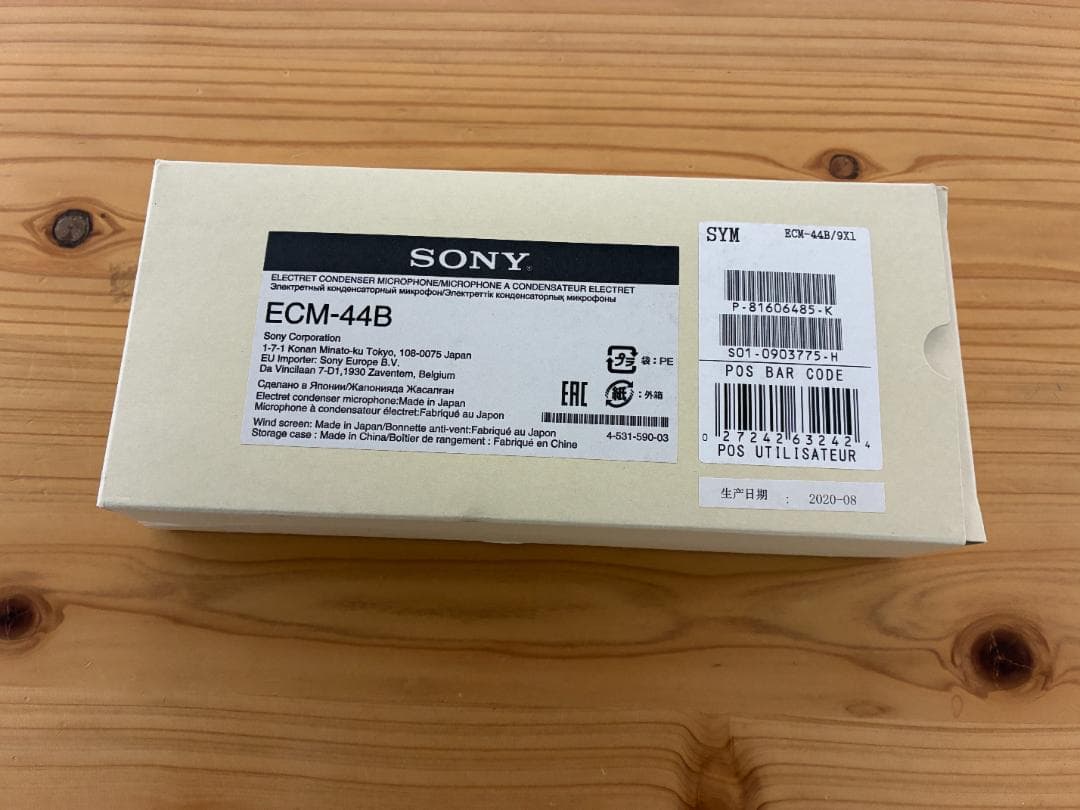 SONY
ELECTRET CONDENSER MICROPHONE/MICROPHONE A CONDENSATEUR ELECTRET
Электретный конденсаторный микрофон/Электреттік конденсаторлық микрофоны
ECM-44B
Sony Corporation
1-7-1 Konan Minato-ku Tokyo, 108-0075 Japan
EU Importer: Sony Europe B.V.
Da Vincilaan 7-D1,1930 Zaventem, Belgium
Сделано в Японии/Жапонияда Жасалған
Electret condenser microphone:Made in Japan
Microphone à condensateur électret:Fabriqué au Japon
Wind screen: Made in Japan/Bonnette anti-vent:Fabriqué au Japon
Storage case : Made in China/Boîtier de rangement : Fabriqué en Chine
プラ 袋：PE
EAC 紙 ：外箱
4-531-590-03
SYM ECM-44B/9X1
P-81606485-K
S01-0903775-H
POS BAR CODE
0 27242 63242 4
POS UTILISATEUR
生产日期 : 2020-08